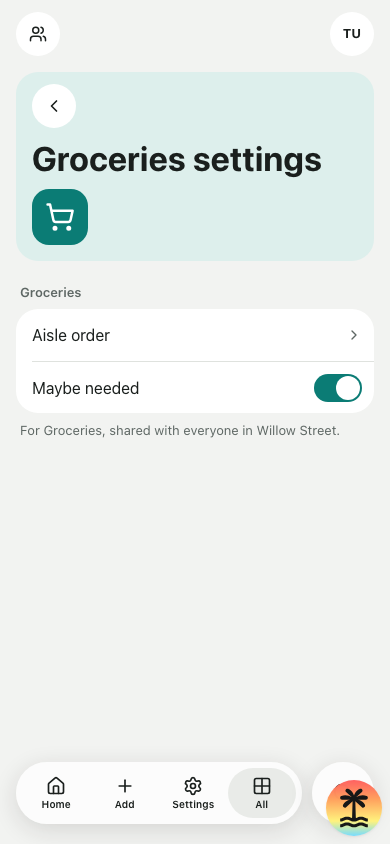 TU
Groceries settings
Groceries
Aisle order
Maybe needed
For Groceries, shared with everyone in Willow Street.
Home
Add
Settings
All